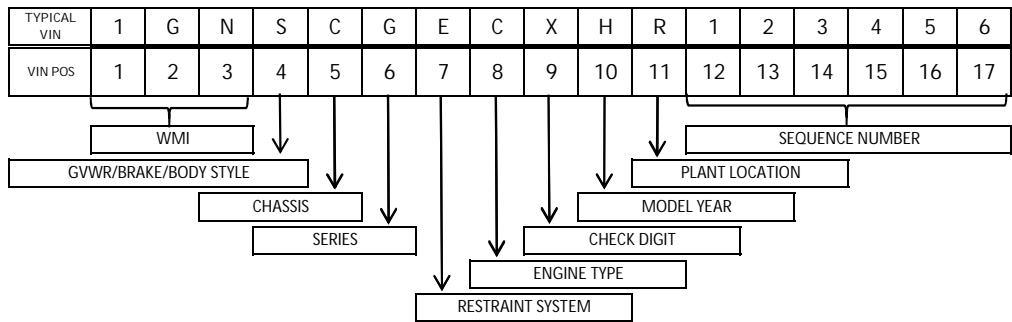 TYPICAL VIN 1 G N S C G E C X H R 1 2 3 4 5 6
VIN POS 1 2 3 4 5 6 7 8 9 10 11 12 13 14 15 16 17
WMI SEQUENCE NUMBER
GVWR/BRAKE/BODY STYLE PLANT LOCATION
CHASSIS MODEL YEAR
SERIES CHECK DIGIT
ENGINE TYPE
RESTRAINT SYSTEM